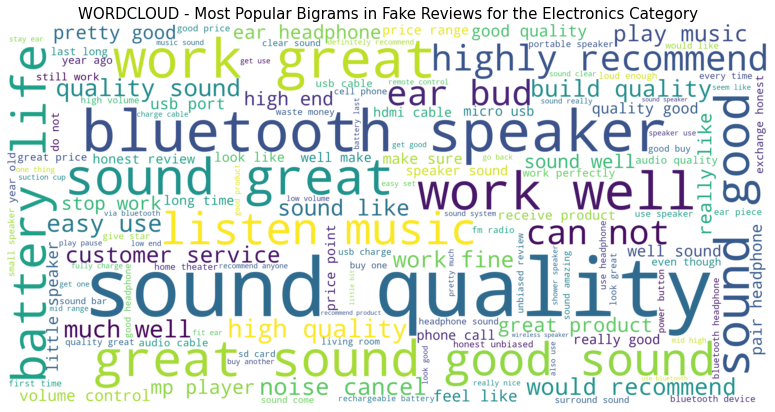 WORDCLOUD - Most Popular Bigrams in Fake Reviews for the Electronics Category
stay ear
pretty good
ear headphone
price range
good quality
play music
last long
work great
clear sound
definitely recommend
portable speaker
would like
year ago
music sound
get use
highly recommend
still work
quality sound
usb cable
cell phone
ear bud
sound clear
loud enough
build quality
every time
seem like
high volume
usb port
high end
waste money
remote control
battery last
hdmi cable
micro usb
quality good
sound really
sound speaker
charge cable
bluetooth speaker
get good
good buy
speaker use
do not
battery life
great price
honest review
look like
well make
make sure
go back
sound well
audio quality
really like
sound good
exchange honest
year old
one thing
suction cup
sound great
good product
speaker sound
easy set
work perfectly
work well
long time
stop work
sound like
low volume
receive product
use speaker
ear piece
small speaker
via bluetooth
easy use
listen music
sound system
fm radio
can not
give star
play pause
low end
customer service
price point
usb charge
work fine
unbiased review
well sound
even though
fully charge
home theater
recommend anyone
buy one
pretty much
shower speaker
sound amazing
use headphone
look great
power button
bluetooth headphone
pair headphone
get one
little speaker
sound bar
mid range
good headphone
sound quality
little bit
recommend product
much well
high quality
headphone sound
wireless speaker
great product
fit ear
phone call
honest unbiased
really good
mid high
quality great
audio cable
living room
great sound
good sound
look good
also use
first time
buy another
sd card
really nice
use bluetooth
volume control
mp player
noise cancel
sound come
rechargeable battery
feel like
would recommend
surround sound
bluetooth device